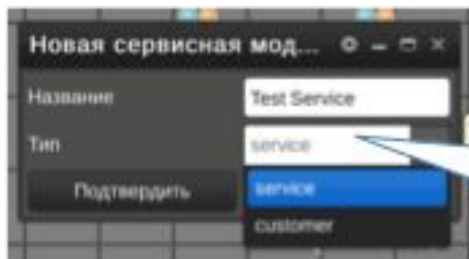 Новая сервисная мод...
Название
Test Service
Тип
service
service
Подтвердить
customer